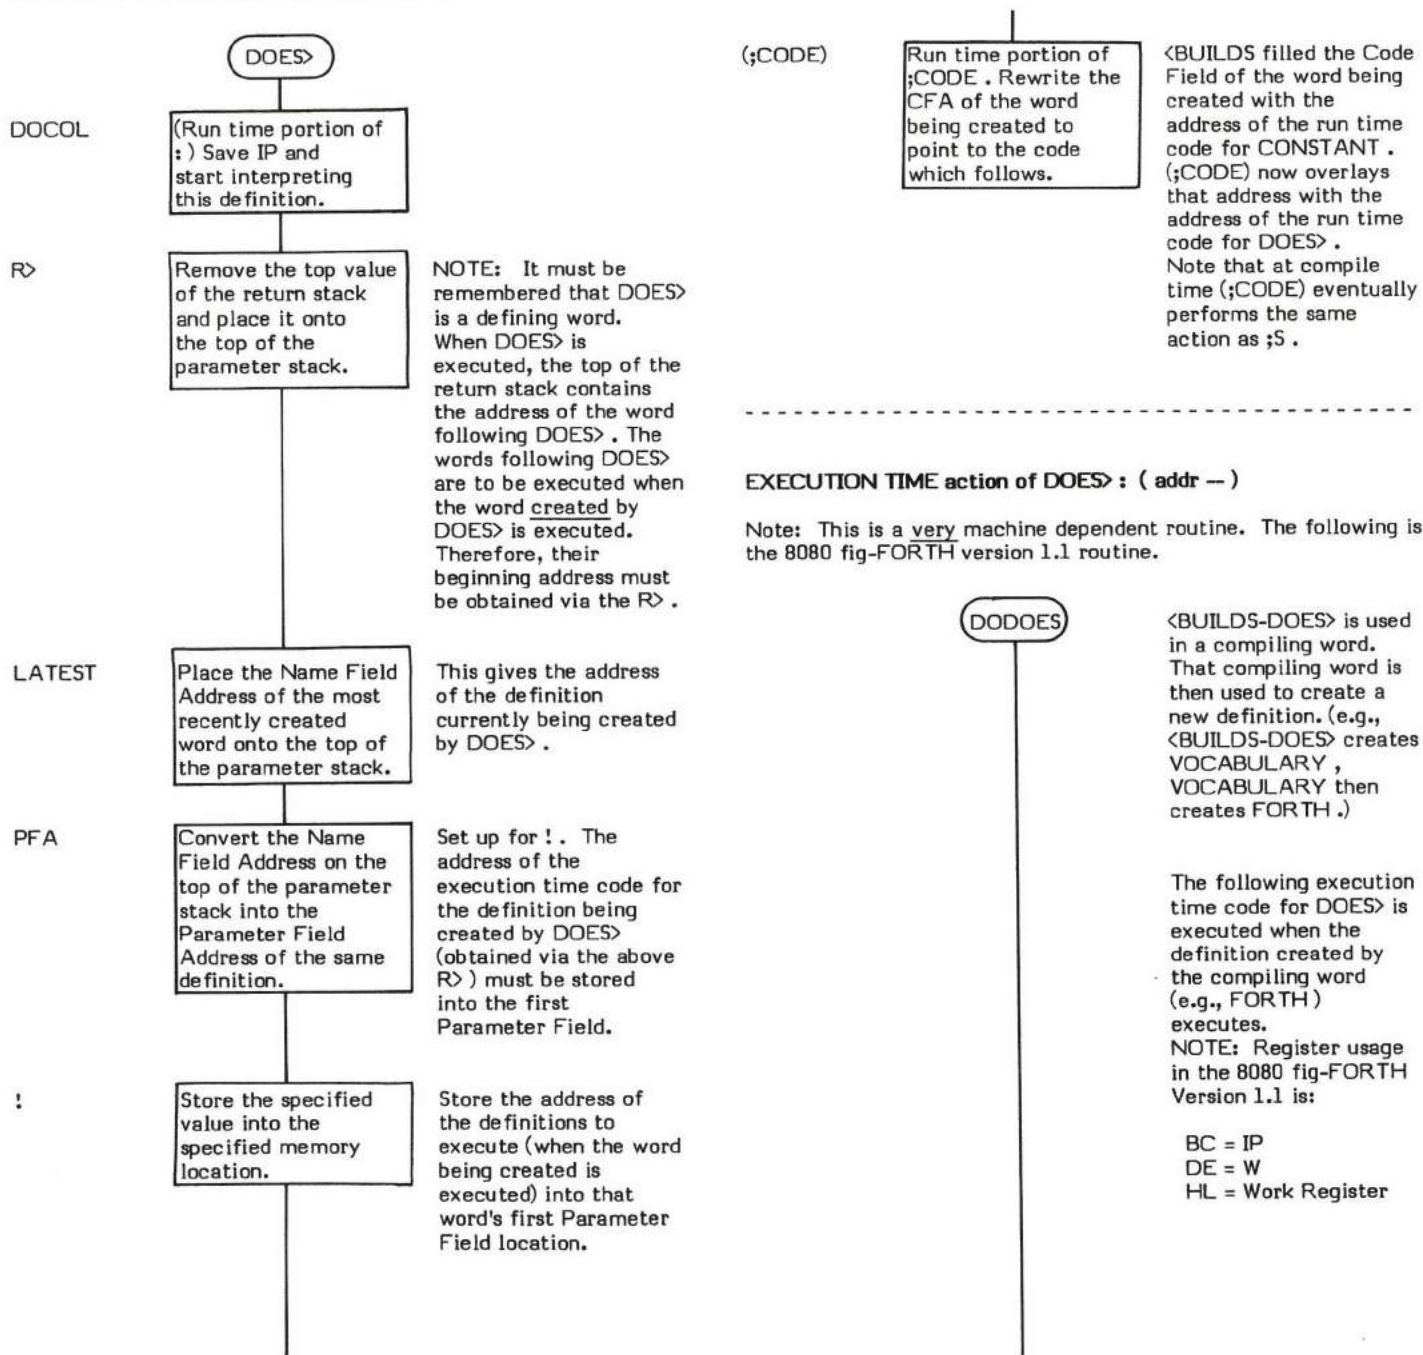 DOES>
DOCOL
(Run time portion of
: ) Save IP and
start interpreting
this definition.
R>
Remove the top value
of the return stack
and place it onto
the top of the
parameter stack.
NOTE: It must be
remembered that DOES>
is a defining word.
When DOES> is
executed, the top of the
return stack contains
the address of the word
following DOES> . The
words following DOES>
are to be executed when
the word created by
DOES> is executed.
Therefore, their
beginning address must
be obtained via the R> .
LATEST
Place the Name Field
Address of the most
recently created
word onto the top of
the parameter stack.
This gives the address
of the definition
currently being created
by DOES> .
PFA
Convert the Name
Field Address on the
top of the parameter
stack into the
Parameter Field
Address of the same
definition.
Set up for ! . The
address of the
execution time code for
the definition being
created by DOES>
(obtained via the above
R> ) must be stored
into the first
Parameter Field.
!
Store the specified
value into the
specified memory
location.
Store the address of
the definitions to
execute (when the word
being created is
executed) into that
word's first Parameter
Field location.
(;CODE)
Run time portion of
;CODE . Rewrite the
CFA of the word
being created to
point to the code
which follows.
<BUILDS filled the Code
Field of the word being
created with the
address of the run time
code for CONSTANT .
(;CODE) now overlays
that address with the
address of the run time
code for DOES> .
Note that at compile
time (;CODE) eventually
performs the same
action as ;S .
EXECUTION TIME action of DOES> : ( addr -- )
Note: This is a very machine dependent routine. The following is
the 8080 fig-FORTH version 1.1 routine.
DODOES
<BUILDS-DOES> is used
in a compiling word.
That compiling word is
then used to create a
new definition. (e.g.,
<BUILDS-DOES> creates
VOCABULARY ,
VOCABULARY then
creates FORTH .)
The following execution
time code for DOES> is
executed when the
definition created by
the compiling word
(e.g., FORTH )
executes.
NOTE: Register usage
in the 8080 fig-FORTH
Version 1.1 is:
BC = IP
DE = W
HL = Work Register